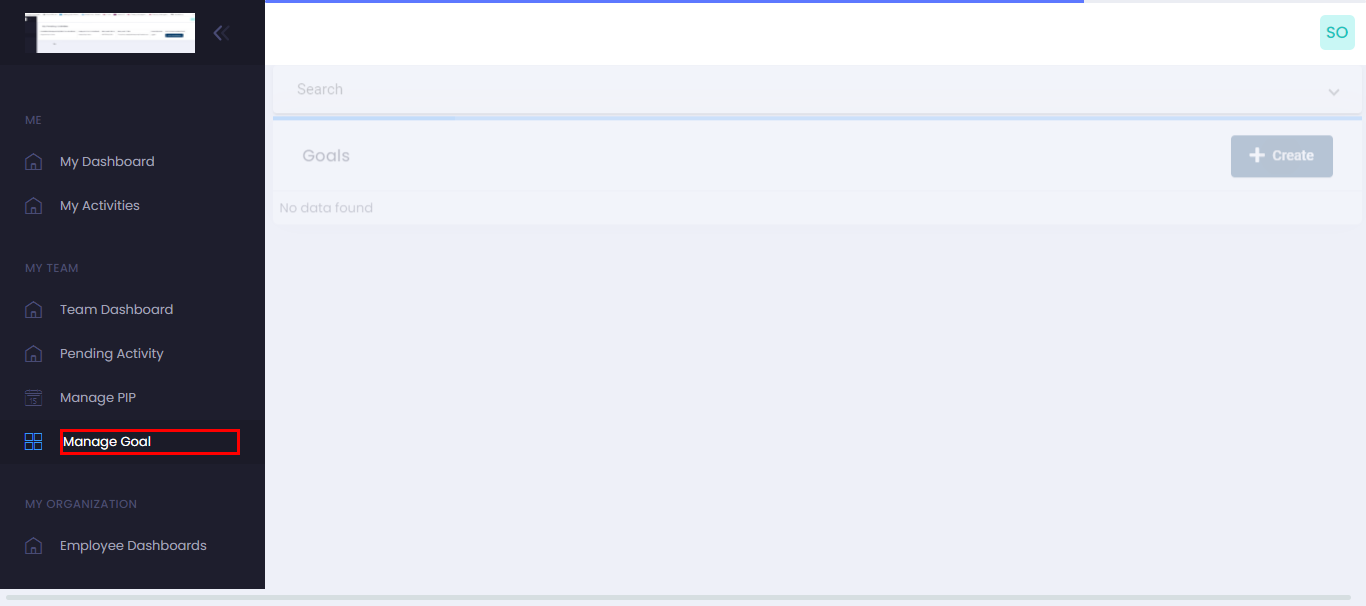 SO
ME
My Dashboard
My Activities
MY TEAM
Team Dashboard
Pending Activity
Manage PIP
15
Manage Goal
MY ORGANIZATION
Employee Dashboards
Search
Goals
Create
No data found